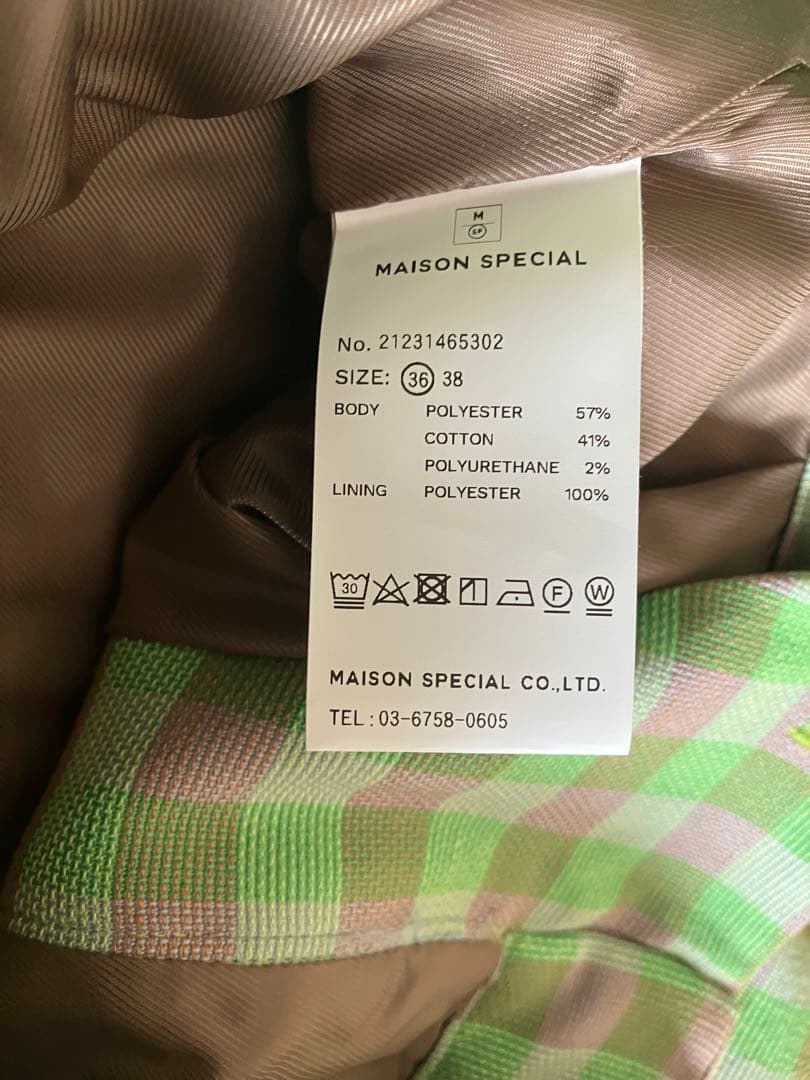 M
SP
MAISON SPECIAL
No. 21231465302
SIZE: 36 38
BODY POLYESTER 57%
COTTON 41%
POLYURETHANE 2%
LINING POLYESTER 100%
30 F W
MAISON SPECIAL CO.,LTD.
TEL : 03-6758-0605